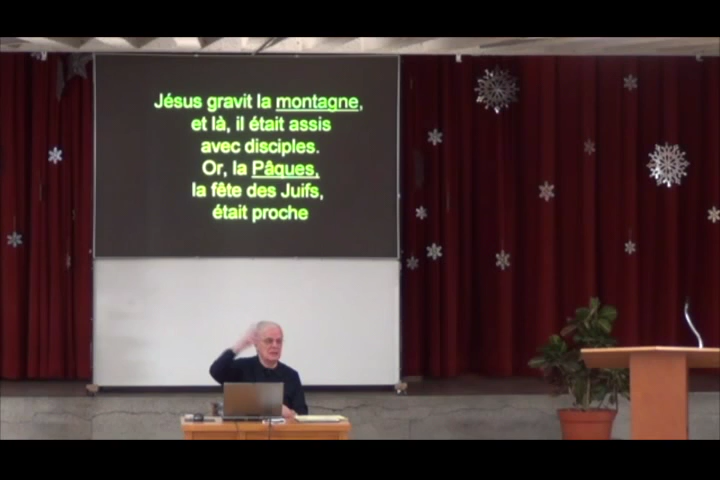 Jésus gravit la montagne,
et là, il était assis
avec disciples.
Or, la Pâques,
la fête des Juifs,
était proche